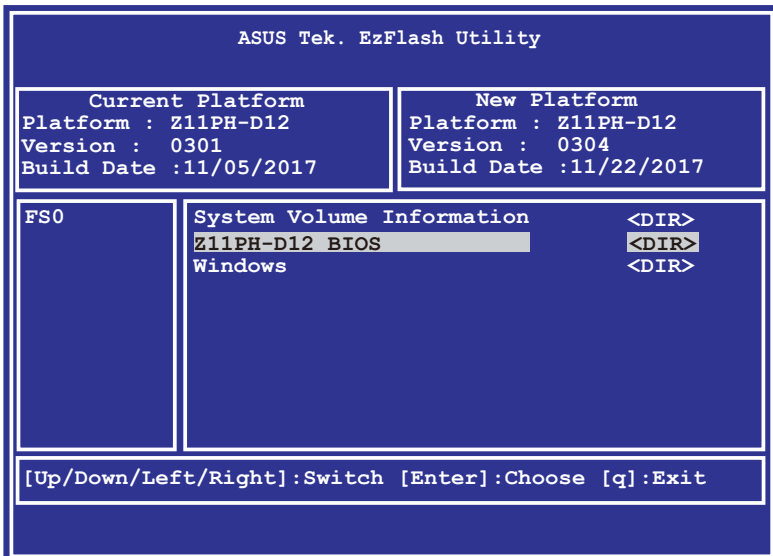 ASUS Tek. EzFlash Utility
Current Platform
Platform : Z11PH-D12
Version : 0301
Build Date :11/05/2017
New Platform
Platform : Z11PH-D12
Version : 0304
Build Date :11/22/2017
FS0
System Volume Information <DIR>
Z11PH-D12 BIOS <DIR>
Windows <DIR>
[Up/Down/Left/Right]:Switch [Enter]:Choose [q]:Exit